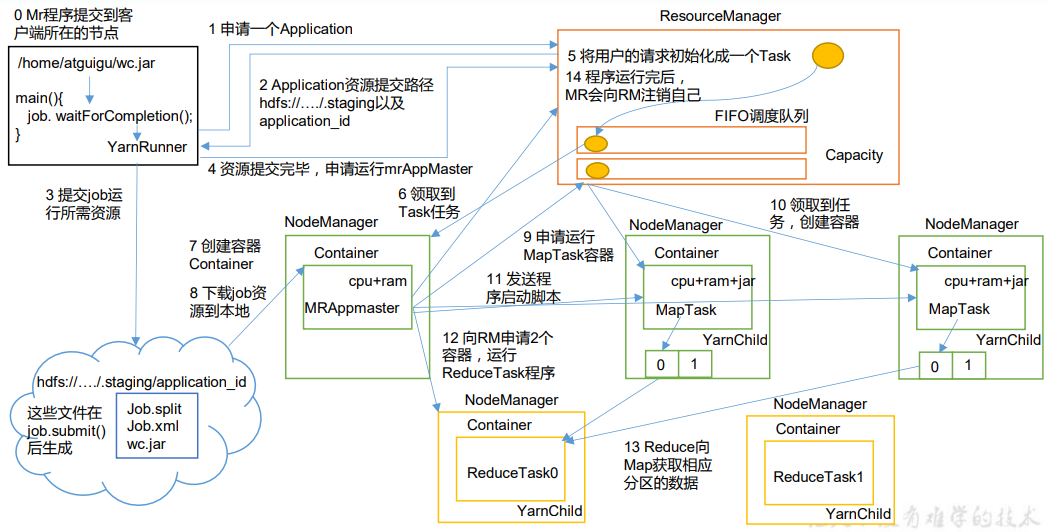 0 Mr程序提交到客
户端所在的节点
/home/atguigu/wc.jar
main(){
job. waitForCompletion();
}
YarnRunner
1 申请一个Application
2 Application资源提交路径
hdfs://…./.staging以及
application_id
3 提交job运
行所需资源
4 资源提交完毕，申请运行mrAppMaster
ResourceManager
5 将用户的请求初始化成一个Task
14 程序运行完后，
MR会向RM注销自己
FIFO调度队列
Capacity
6 领取到
Task任务
7 创建容器
Container
8 下载job资
源到本地
NodeManager
Container
cpu+ram
MRAppmaster
9 申请运行
MapTask容器
11 发送程
序启动脚本
12 向RM申请2个
容器，运行
ReduceTask程序
NodeManager
Container
cpu+ram+jar
MapTask
YarnChild
0
1
10 领取到任
务，创建容器
NodeManager
Container
cpu+ram+jar
MapTask
YarnChild
0
1
hdfs://…./.staging/application_id
这些文件在
job.submit()
后生成
Job.split
Job.xml
wc.jar
NodeManager
Container
ReduceTask0
YarnChild
13 Reduce向
Map获取相应
分区的数据
NodeManager
Container
ReduceTask1
YarnChild
有难学的技术